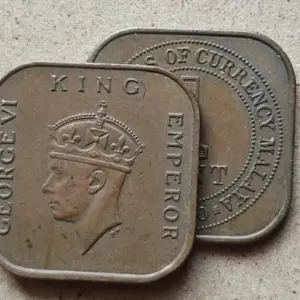 GEORGE VI
KING
EMPEROR
S OF CURRENCY MALAYA
NT